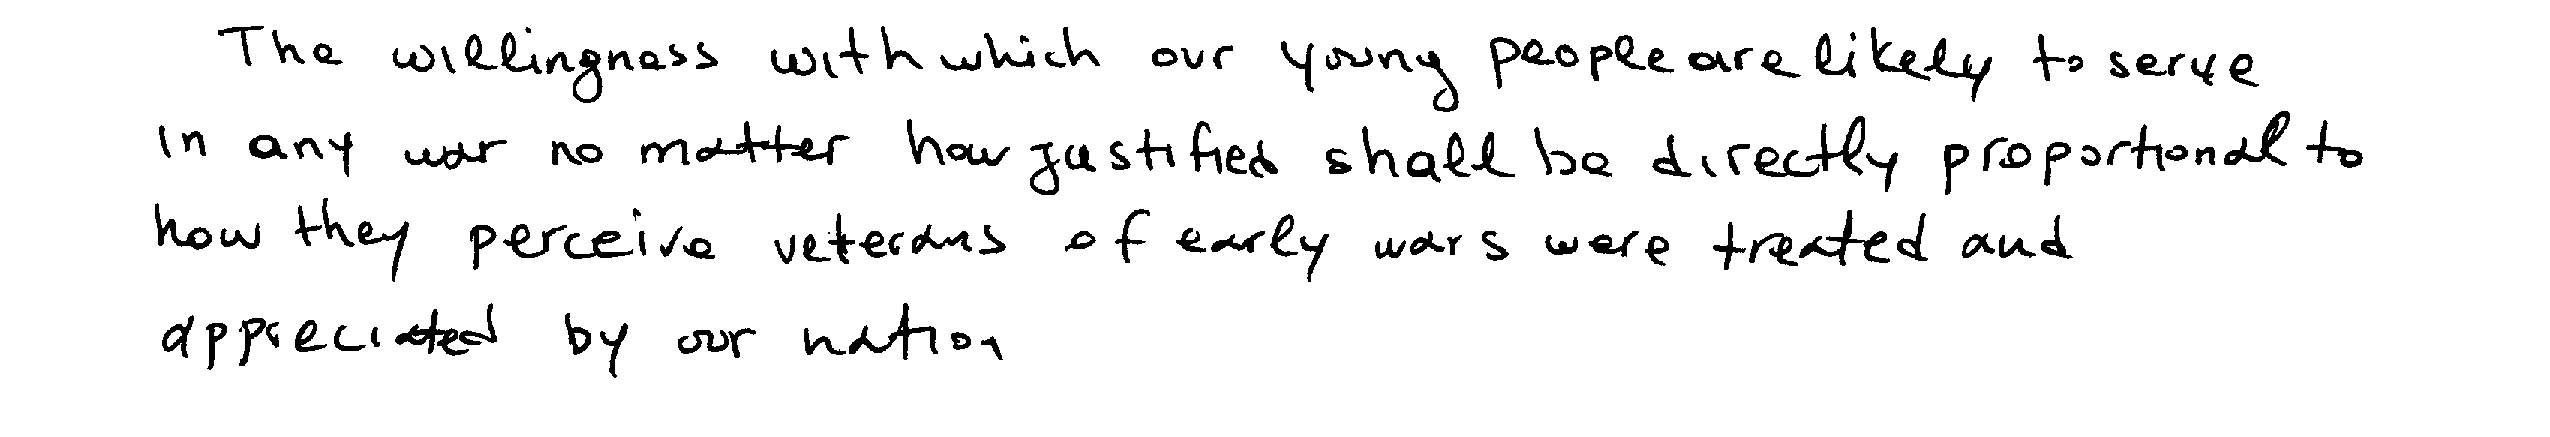 The willingness with which our young people are likely to serve
in any war no matter how justified shall be directly proportional to
how they perceive veterans of early wars were treated and
appreciated by our nation